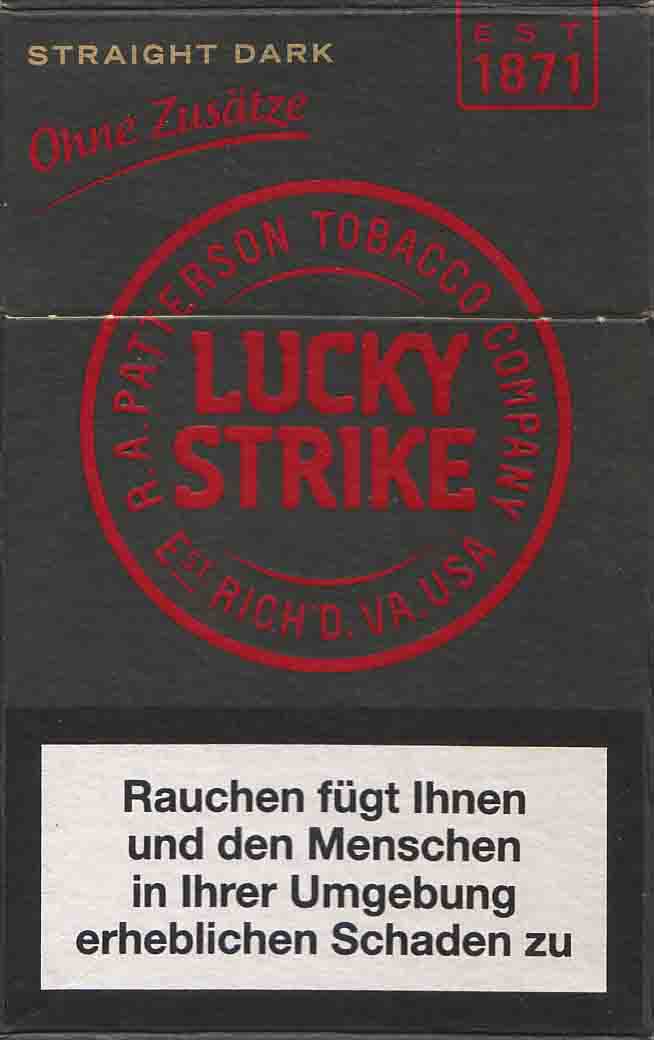 STRAIGHT DARK
EST
1871
Ohne Zusätze
R.A.PATTERSON TOBACCO COMPANY
LUCKY
STRIKE
EST. RICH'D. VA. USA
Rauchen fügt Ihnen
und den Menschen
in Ihrer Umgebung
erheblichen Schaden zu